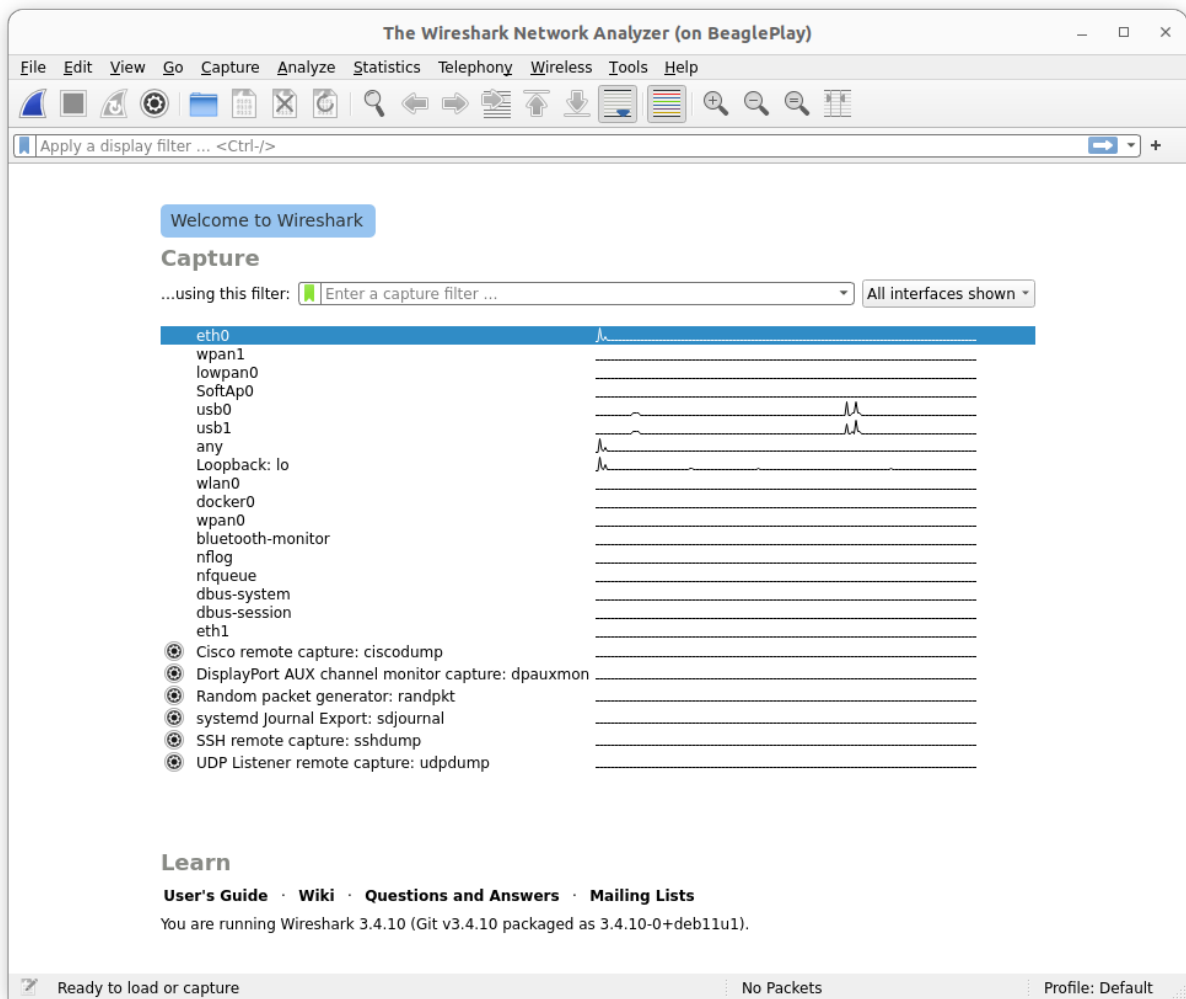 The Wireshark Network Analyzer (on BeaglePlay)
File Edit View Go Capture Analyze Statistics Telephony Wireless Tools Help
Apply a display filter ... <Ctrl-/>
Welcome to Wireshark
Capture
...using this filter: Enter a capture filter ... All interfaces shown
eth0
wpan1
lowpan0
SoftAp0
usb0
usb1
any
Loopback: lo
wlan0
docker0
wpan0
bluetooth-monitor
nflog
nfqueue
dbus-system
dbus-session
eth1
Cisco remote capture: ciscodump
DisplayPort AUX channel monitor capture: dpauxmon
Random packet generator: randpkt
systemd Journal Export: sdjournal
SSH remote capture: sshdump
UDP Listener remote capture: udpdump
Learn
User's Guide · Wiki · Questions and Answers · Mailing Lists
You are running Wireshark 3.4.10 (Git v3.4.10 packaged as 3.4.10-0+deb11u1).
Ready to load or capture No Packets Profile: Default